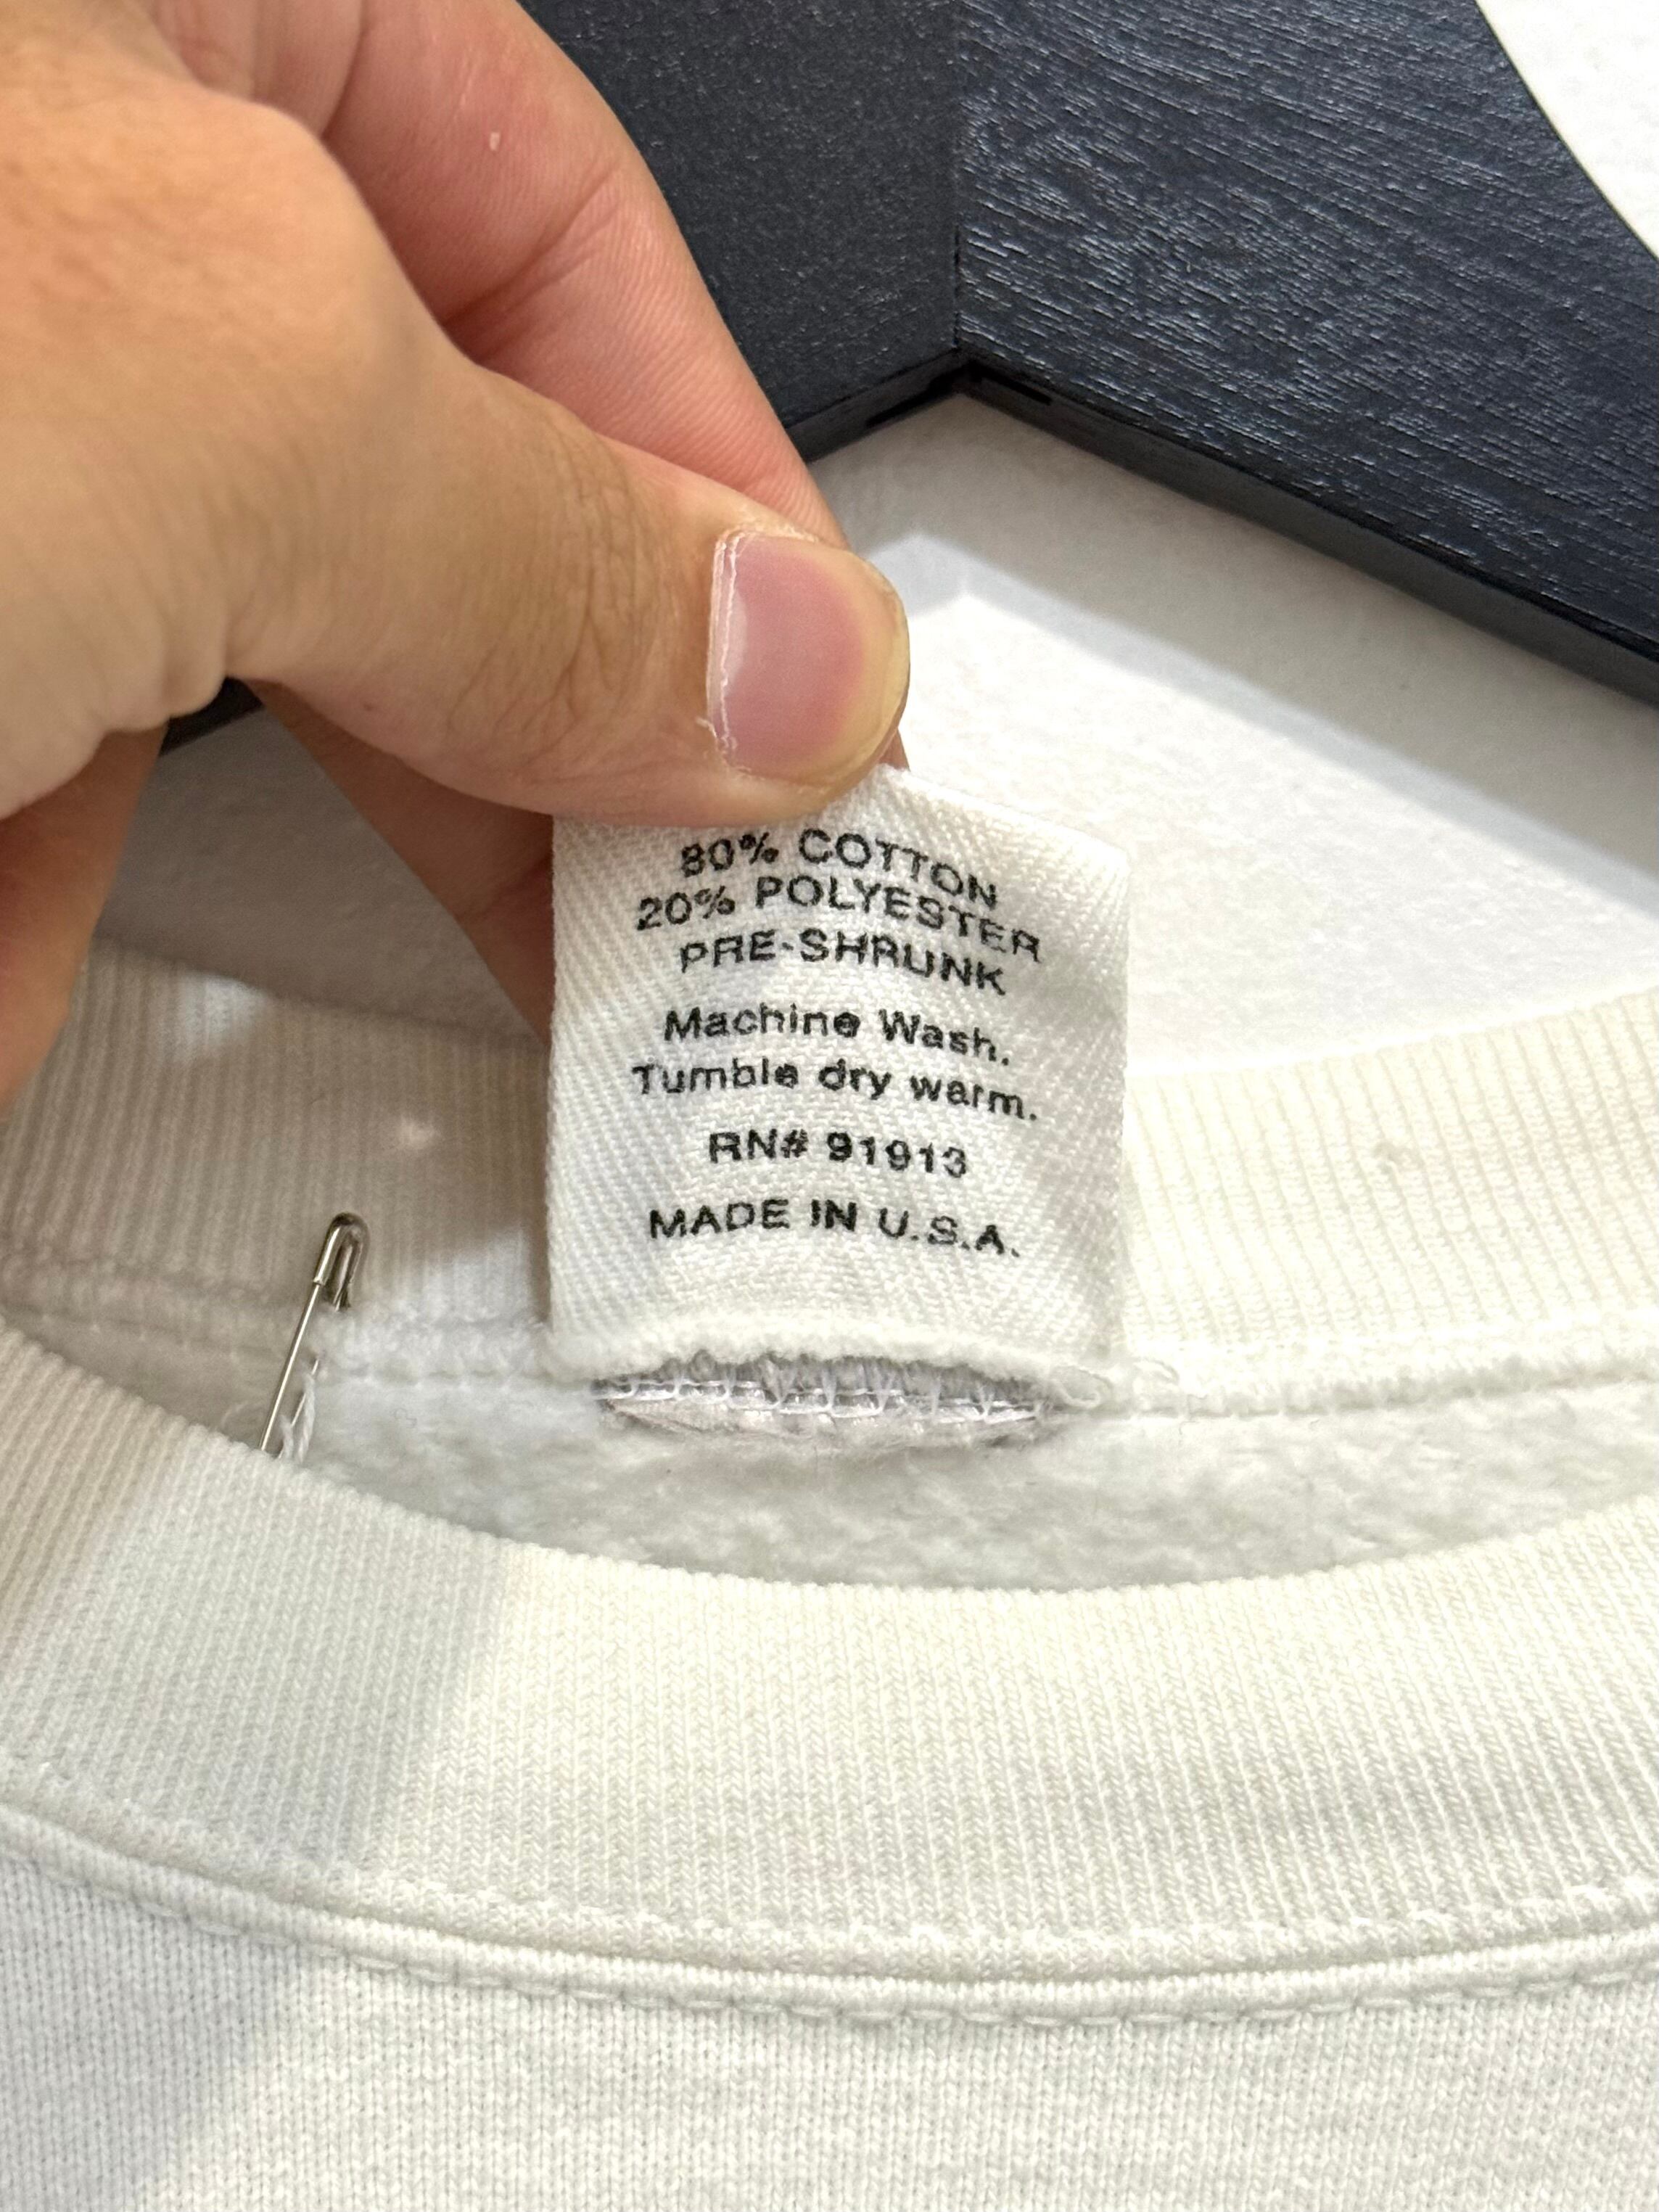 80% COTTON
20% POLYESTER
PRE-SHRUNK
Machine Wash.
Tumble dry warm.
RN# 91913
MADE IN U.S.A.